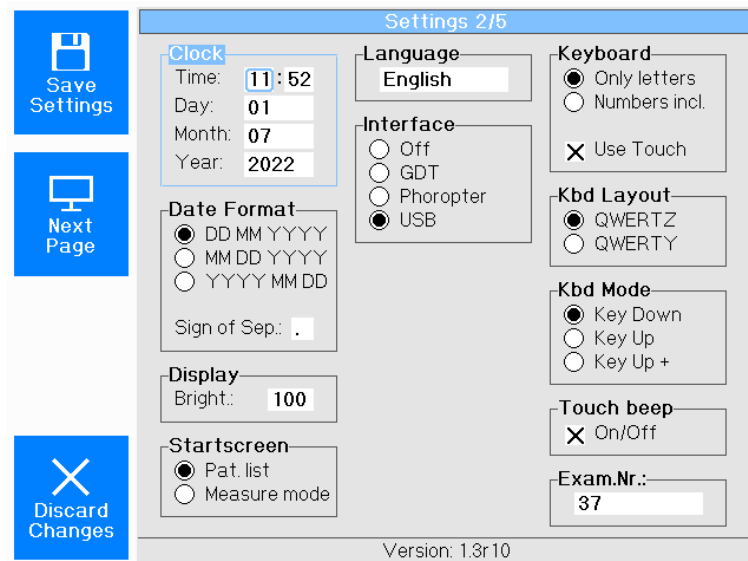 Settings 2/5
Save
Settings
Next
Page
Discard
Changes
Clock
Time: 11:52
Day: 01
Month: 07
Year: 2022
Date Format
DD MM YYYY
MM DD YYYY
YYYY MM DD
Sign of Sep.: .
Display
Bright.: 100
Startscreen
Pat. list
Measure mode
Language
English
Interface
Off
GDT
Phoropter
USB
Keyboard
Only letters
Numbers incl.
Use Touch
Kbd Layout
QWERTZ
QWERTY
Kbd Mode
Key Down
Key Up
Key Up +
Touch beep
On/Off
Exam.Nr.:
37
Version: 1.3r10